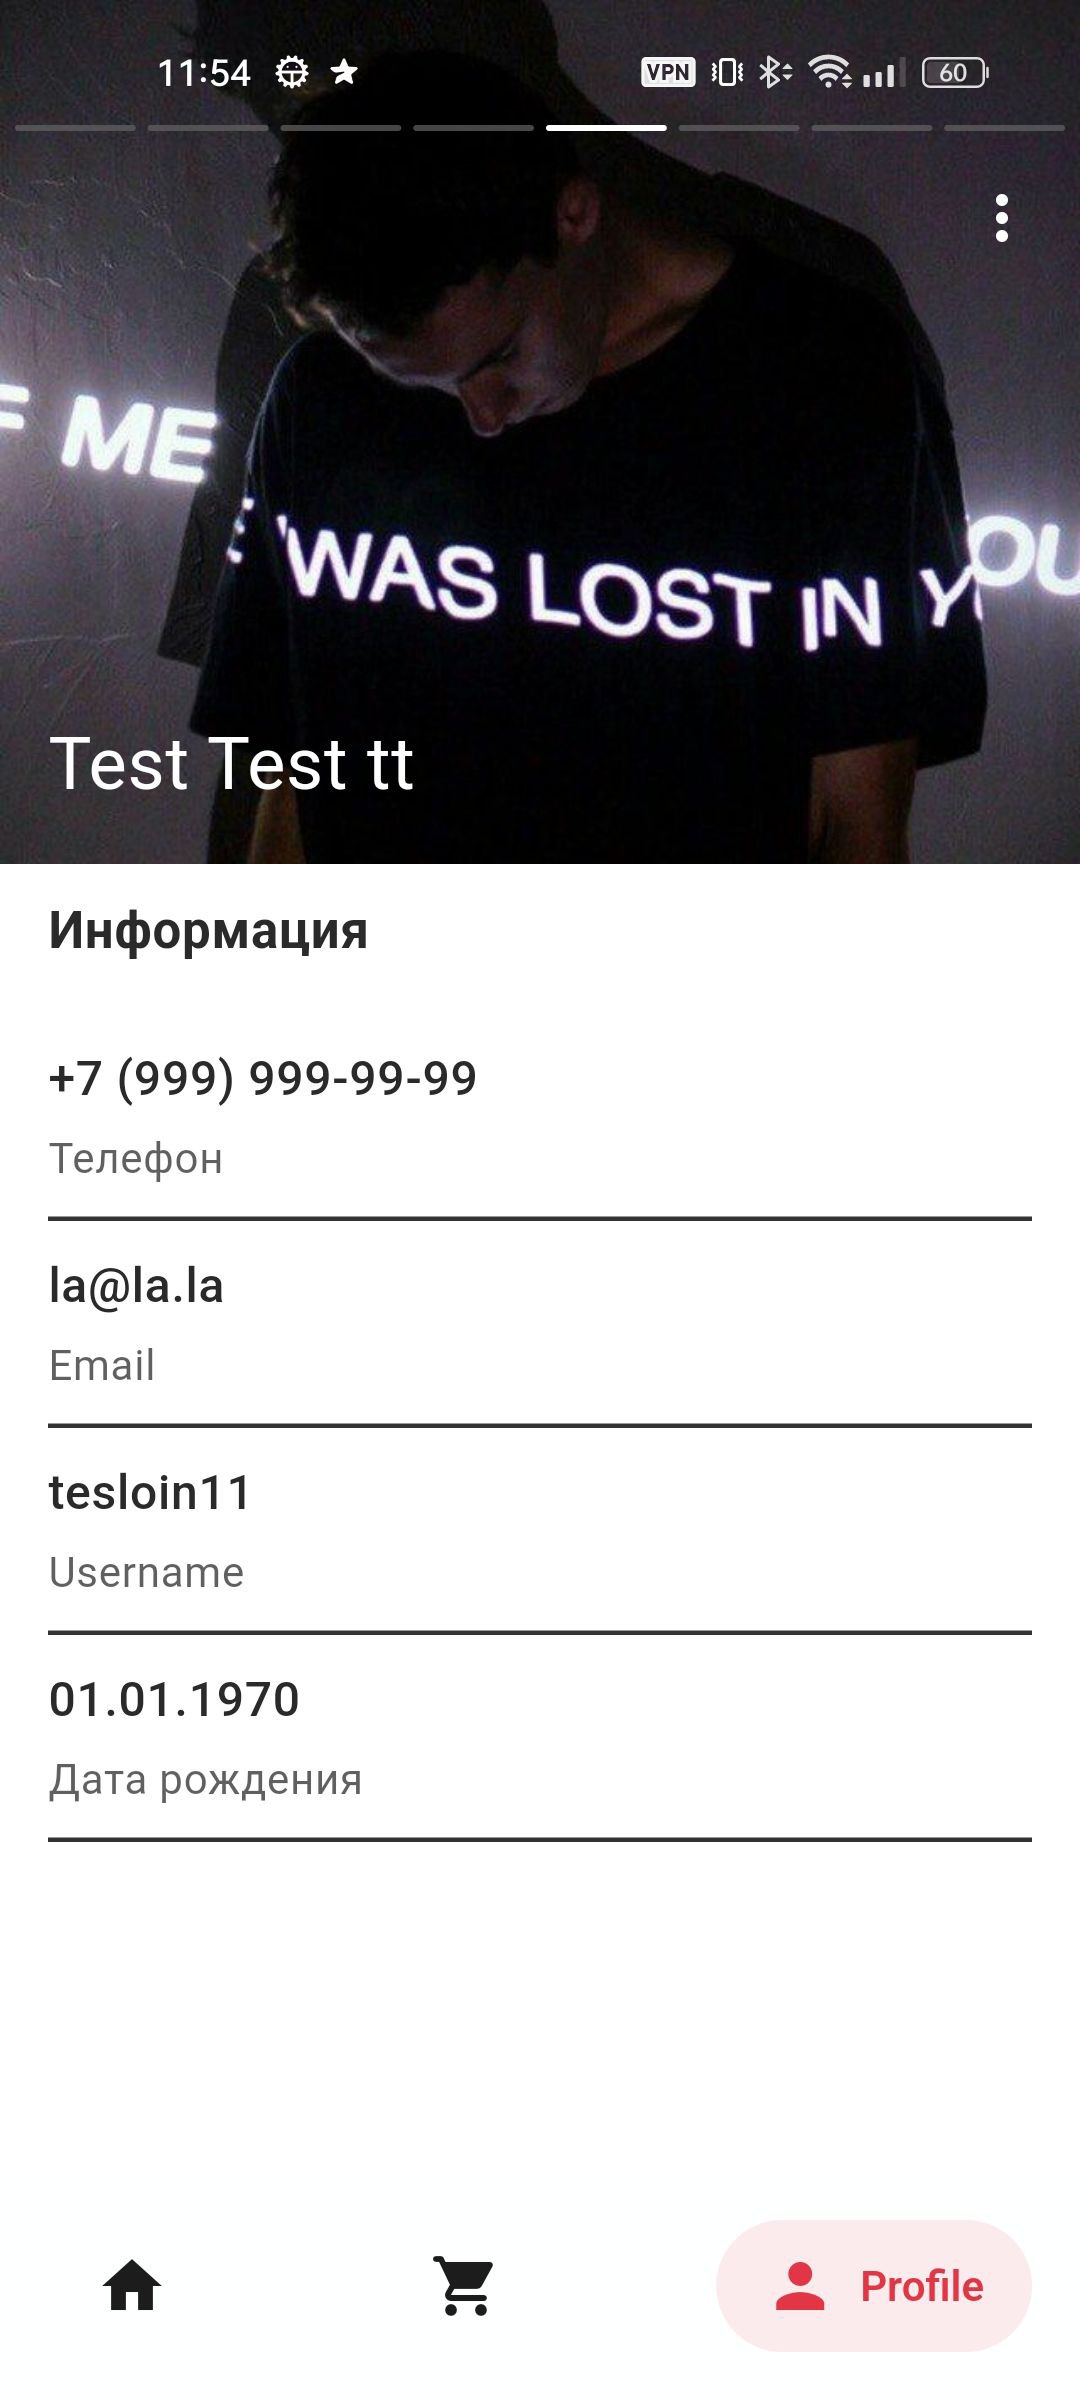 11:54
VPN
60
F ME
E WAS LOST IN YOU
Test Test tt
Информация
+7 (999) 999-99-99
Телефон
la@la.la
Email
tesloin11
Username
01.01.1970
Дата рождения
Profile